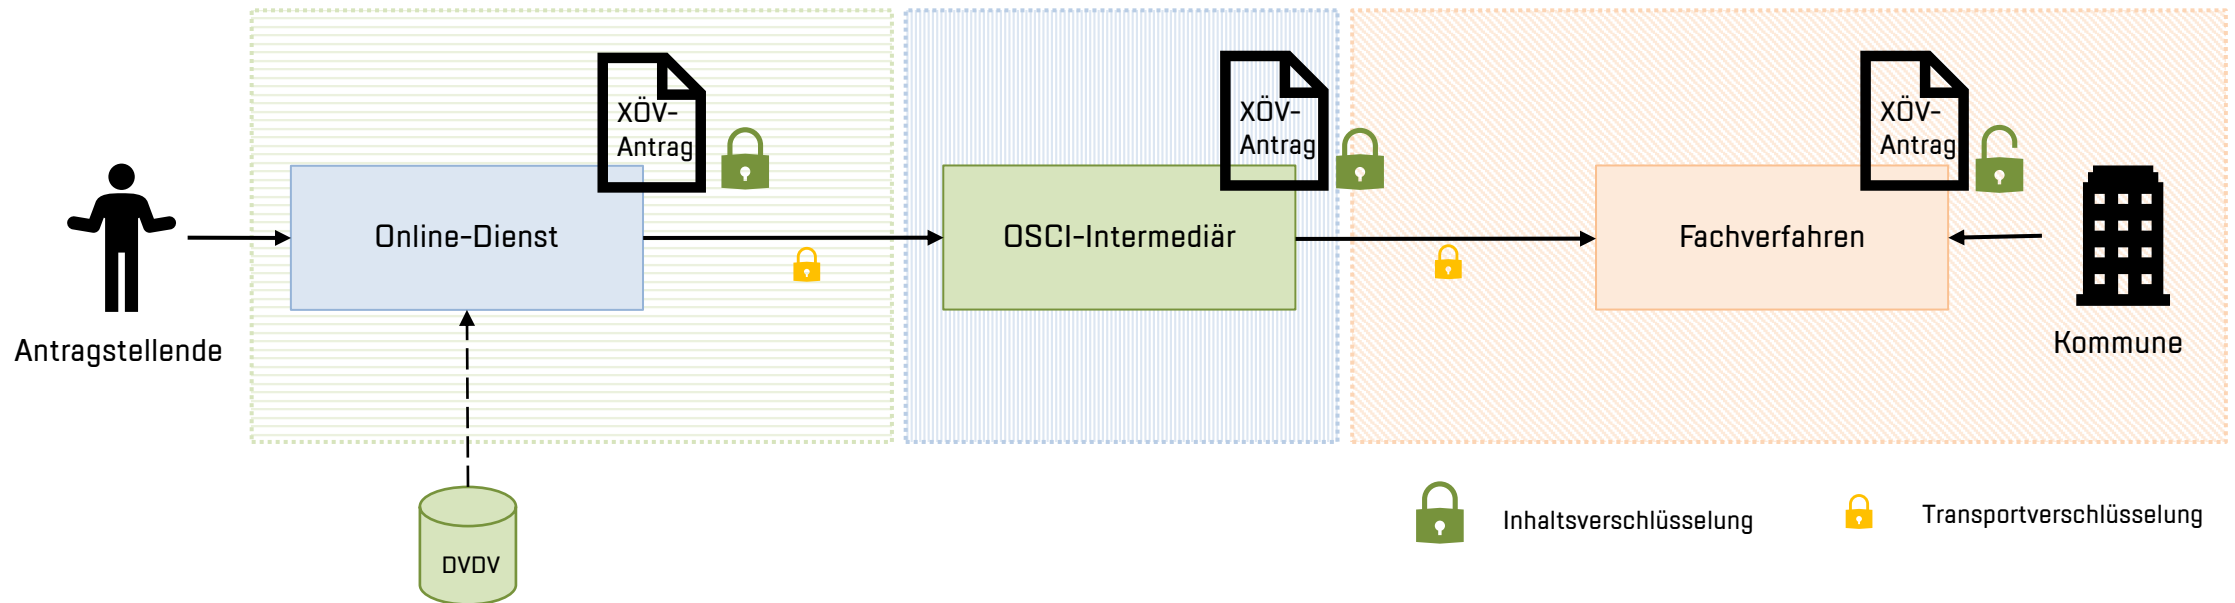 XÖV-
Antrag
XÖV-
Antrag
XÖV-
Antrag
Online-Dienst
OSCI-Intermediär
Fachverfahren
Antragstellende
Kommune
Inhaltsverschlüsselung
Transportverschlüsselung
DVDV